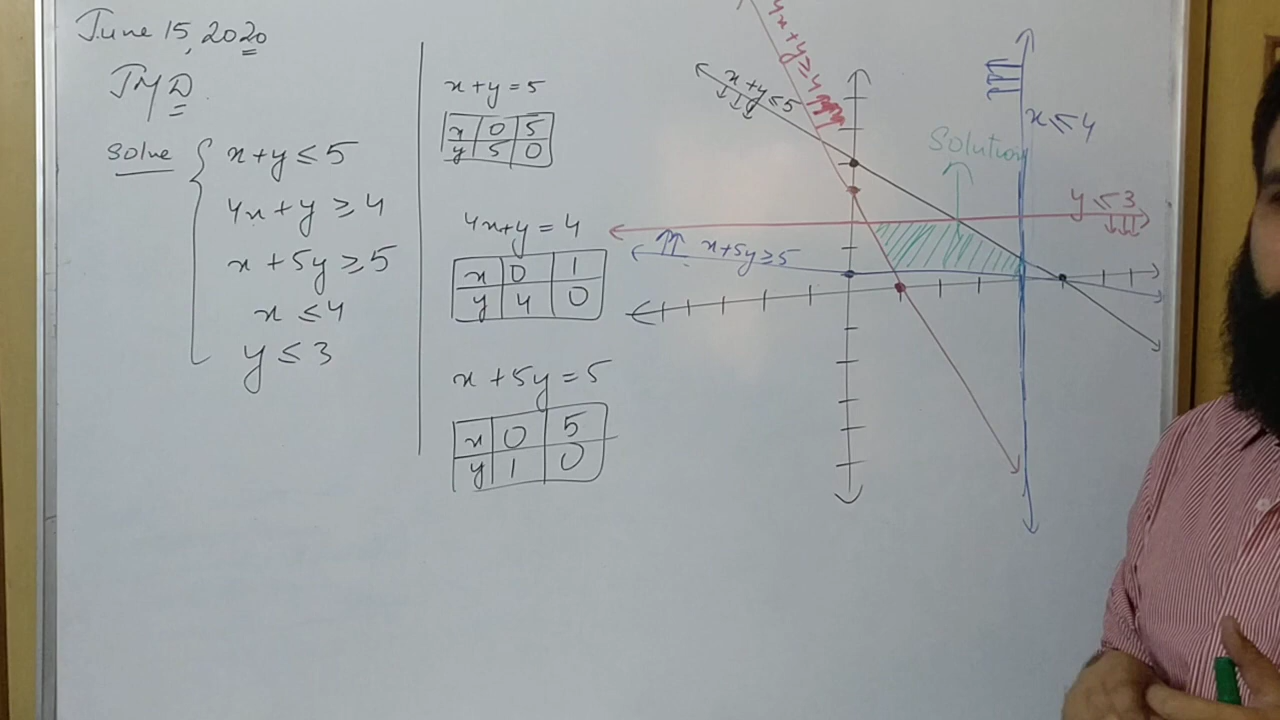 June 15, 2020
JMD
Solve
x+y ≤ 5
4x+y ≥ 4
x + 5y ≥ 5
x ≤ 4
y ≤ 3
x+y = 5
x 0 5
y 5 0
4x+y = 4
x 0 1
y 4 0
x + 5y = 5
x 0 5
y 1 0
4x+y ≥ 4
x+y ≤ 5
x ≤ 4
Solution
y ≤ 3
x+5y ≥ 5